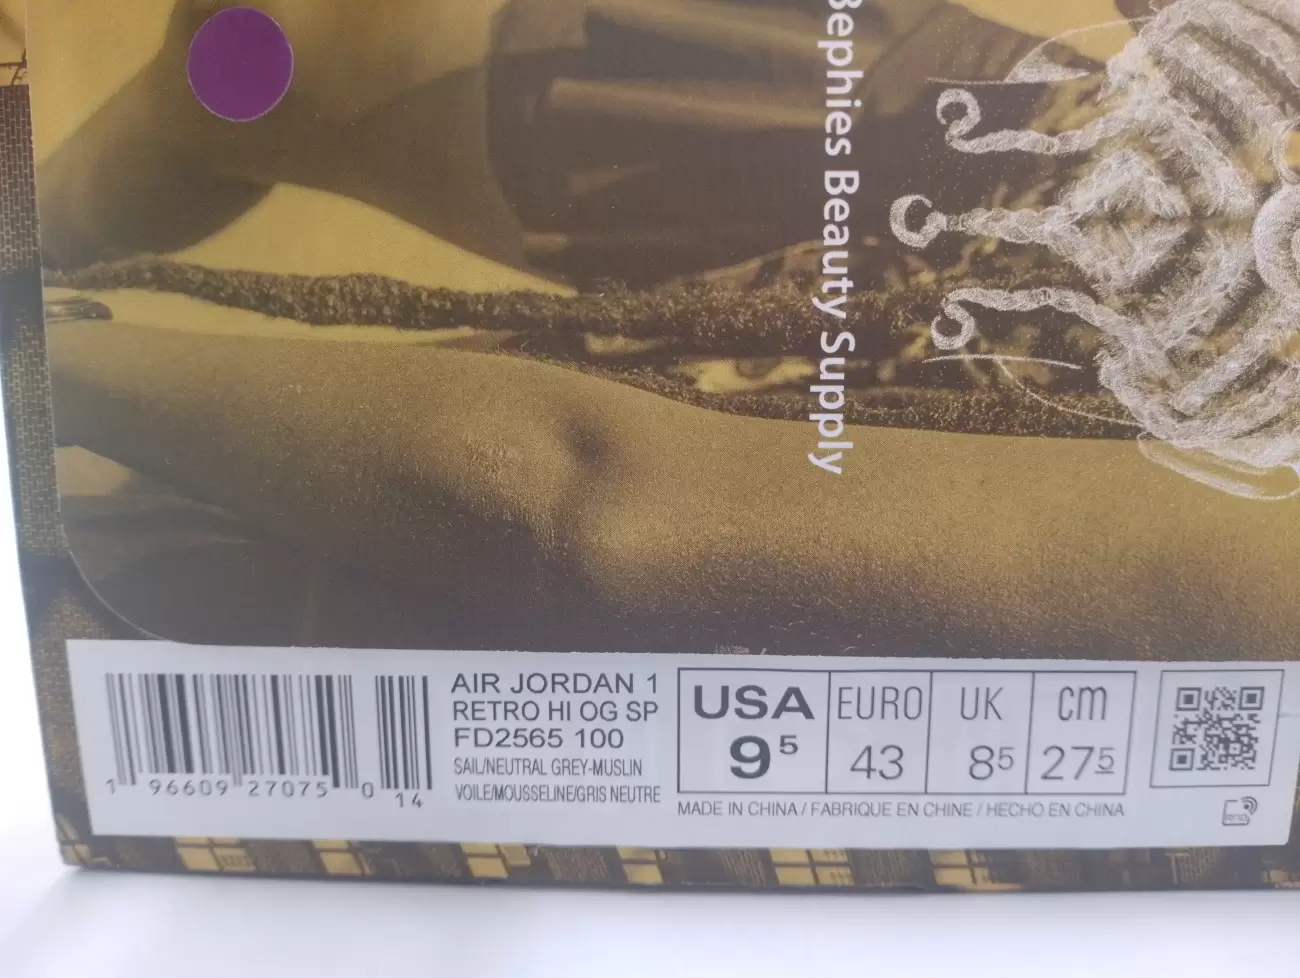 Bephies Beauty Supply
AIR JORDAN 1
RETRO HI OG SP
FD2565 100
SAIL/NEUTRAL GREY-MUSLIN
VOILE/MOUSSELINE/GRIS NEUTRE
1 96609 27075 0 14
USA EURO UK cm
9 5 43 8 5 27 5
MADE IN CHINA / FABRIQUE EN CHINE / HECHO EN CHINA
RFID